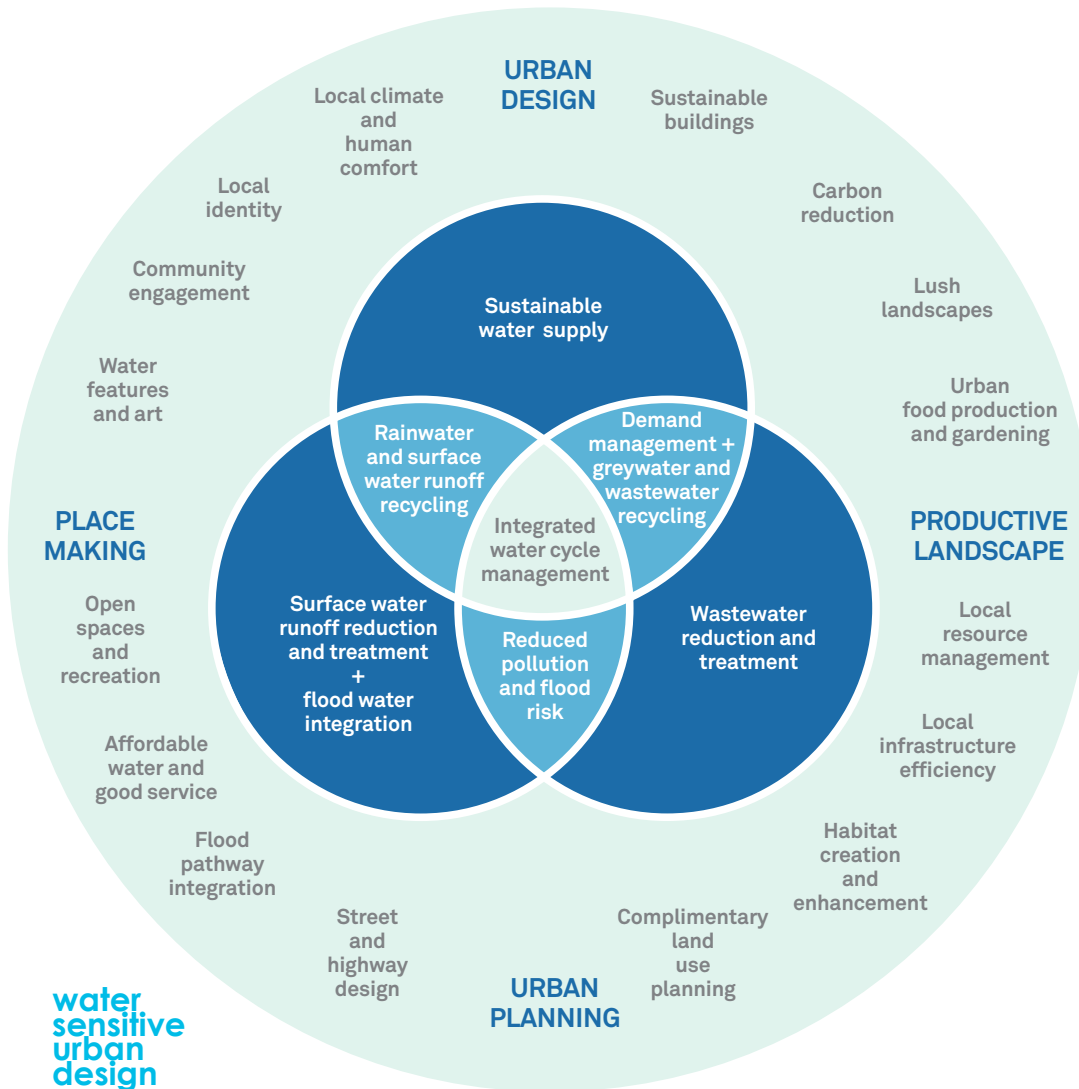 URBAN
DESIGN
Local climate
and
human
comfort
Sustainable
buildings
Local
identity
Carbon
reduction
Community
engagement
Lush
landscapes
Water
features
and art
Urban
food production
and gardening
Sustainable
water supply
Rainwater
and surface
water runoff
recycling
Demand
management +
greywater and
wastewater
recycling
Integrated
water cycle
management
PLACE
MAKING
PRODUCTIVE
LANDSCAPE
Open
spaces
and
recreation
Surface water
runoff reduction
and treatment
+
flood water
integration
Reduced
pollution
and flood
risk
Wastewater
reduction and
treatment
Local
resource
management
Affordable
water and
good service
Local
infrastructure
efficiency
Flood
pathway
integration
Habitat
creation
and
enhancement
Street
and
highway
design
Complimentary
land
use
planning
URBAN
PLANNING
water
sensitive
urban
design